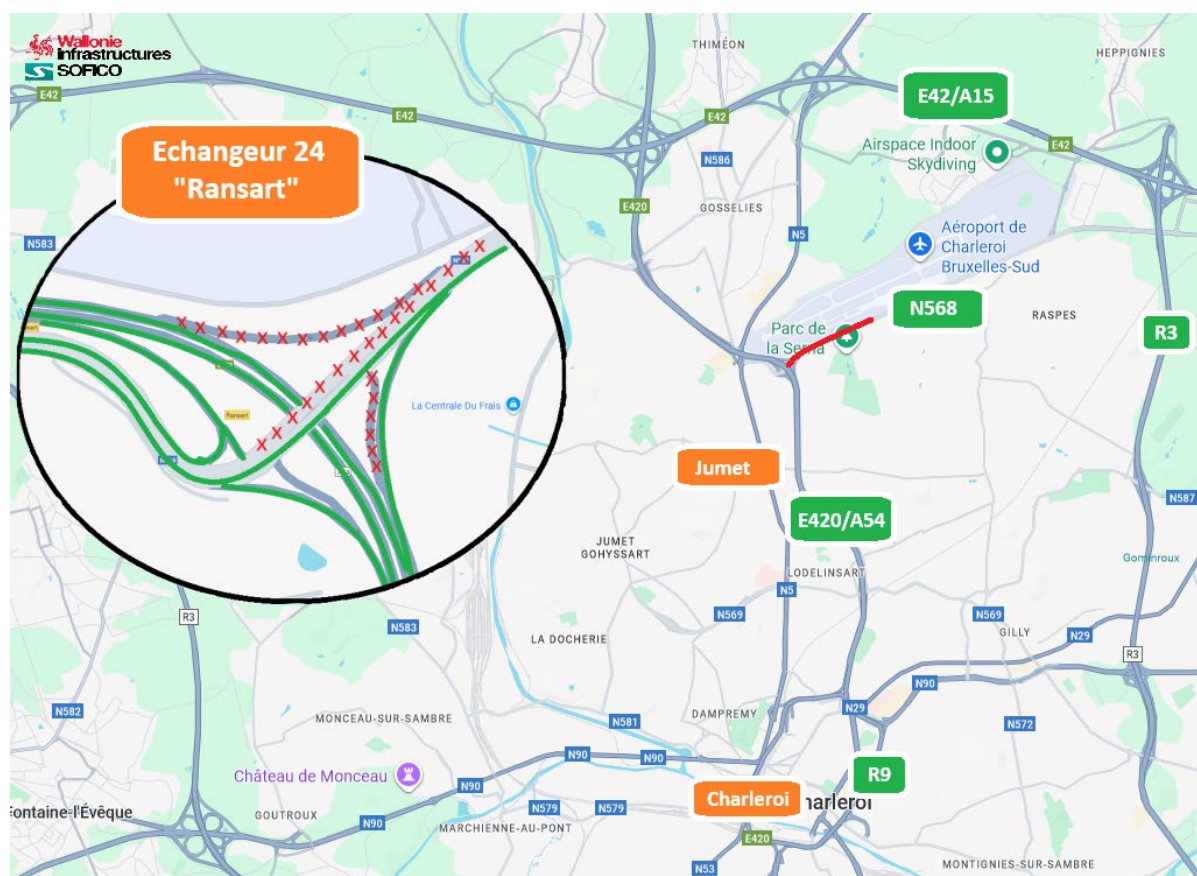 Wallonie
infrastructures
SOFICO
THIMÉON
HEPPIGNIES
E42
E42
E42
E42
E42/A15
Echangeur 24
"Ransart"
N586
Airspace Indoor
Skydiving
E420
GOSSELIES
N5
N583
Aéroport de
Charleroi
Bruxelles-Sud
N568
RASPES
R3
Parc de
la Serna
Ransart
La Centrale Du Frais
Jumet
N587
E420/A54
JUMET
GOHYSSART
Gominroux
LODELINSART
N5
R3
N583
N569
N569
LA DOCHERIE
GILLY
N29
R3
N90
N582
MONCEAU-SUR-SAMBRE
N581
DAMPREMY
N29
N572
N90
N90
Château de Monceau
N90
R9
Charleroi
harleroi
Fontaine-l'Évêque
GOUTROUX
N90
N579
N579
MARCHIENNE-AU-PONT
E420
N53
MONTIGNIES-SUR-SAMBRE